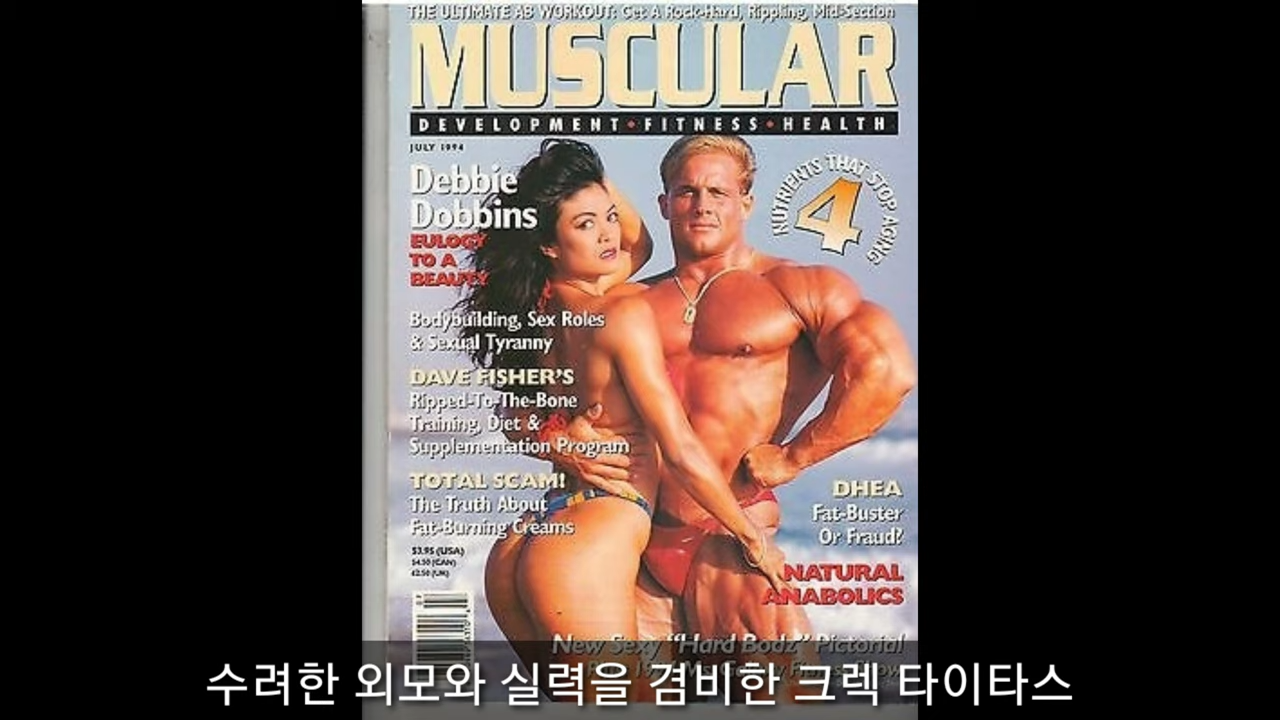 THE ULTIMATE AB WORKOUT: Get A Rock-Hard, Rippling, Mid-Section
MUSCULAR
DEVELOPMENT • FITNESS • HEALTH
JULY 1994
Debbie
Dobbins
EULOGY
TO A
BEAUTY
4
NUTRIENTS THAT STOP AGING
Bodybuilding, Sex Roles
& Sexual Tyranny
DAVE FISHER'S
Ripped-To-The-Bone
Training, Diet &
Supplementation Program
TOTAL SCAM!
The Truth About
Fat-Burning Creams
$3.95 (USA)
$4.50 (CAN)
£2.50 (UK)
DHEA
Fat-Buster
Or Fraud?
NATURAL
ANABOLICS
New Sexy "Hard Bodz" Pictorial
수려한 외모와 실력을 겸비한 크렉 타이타스